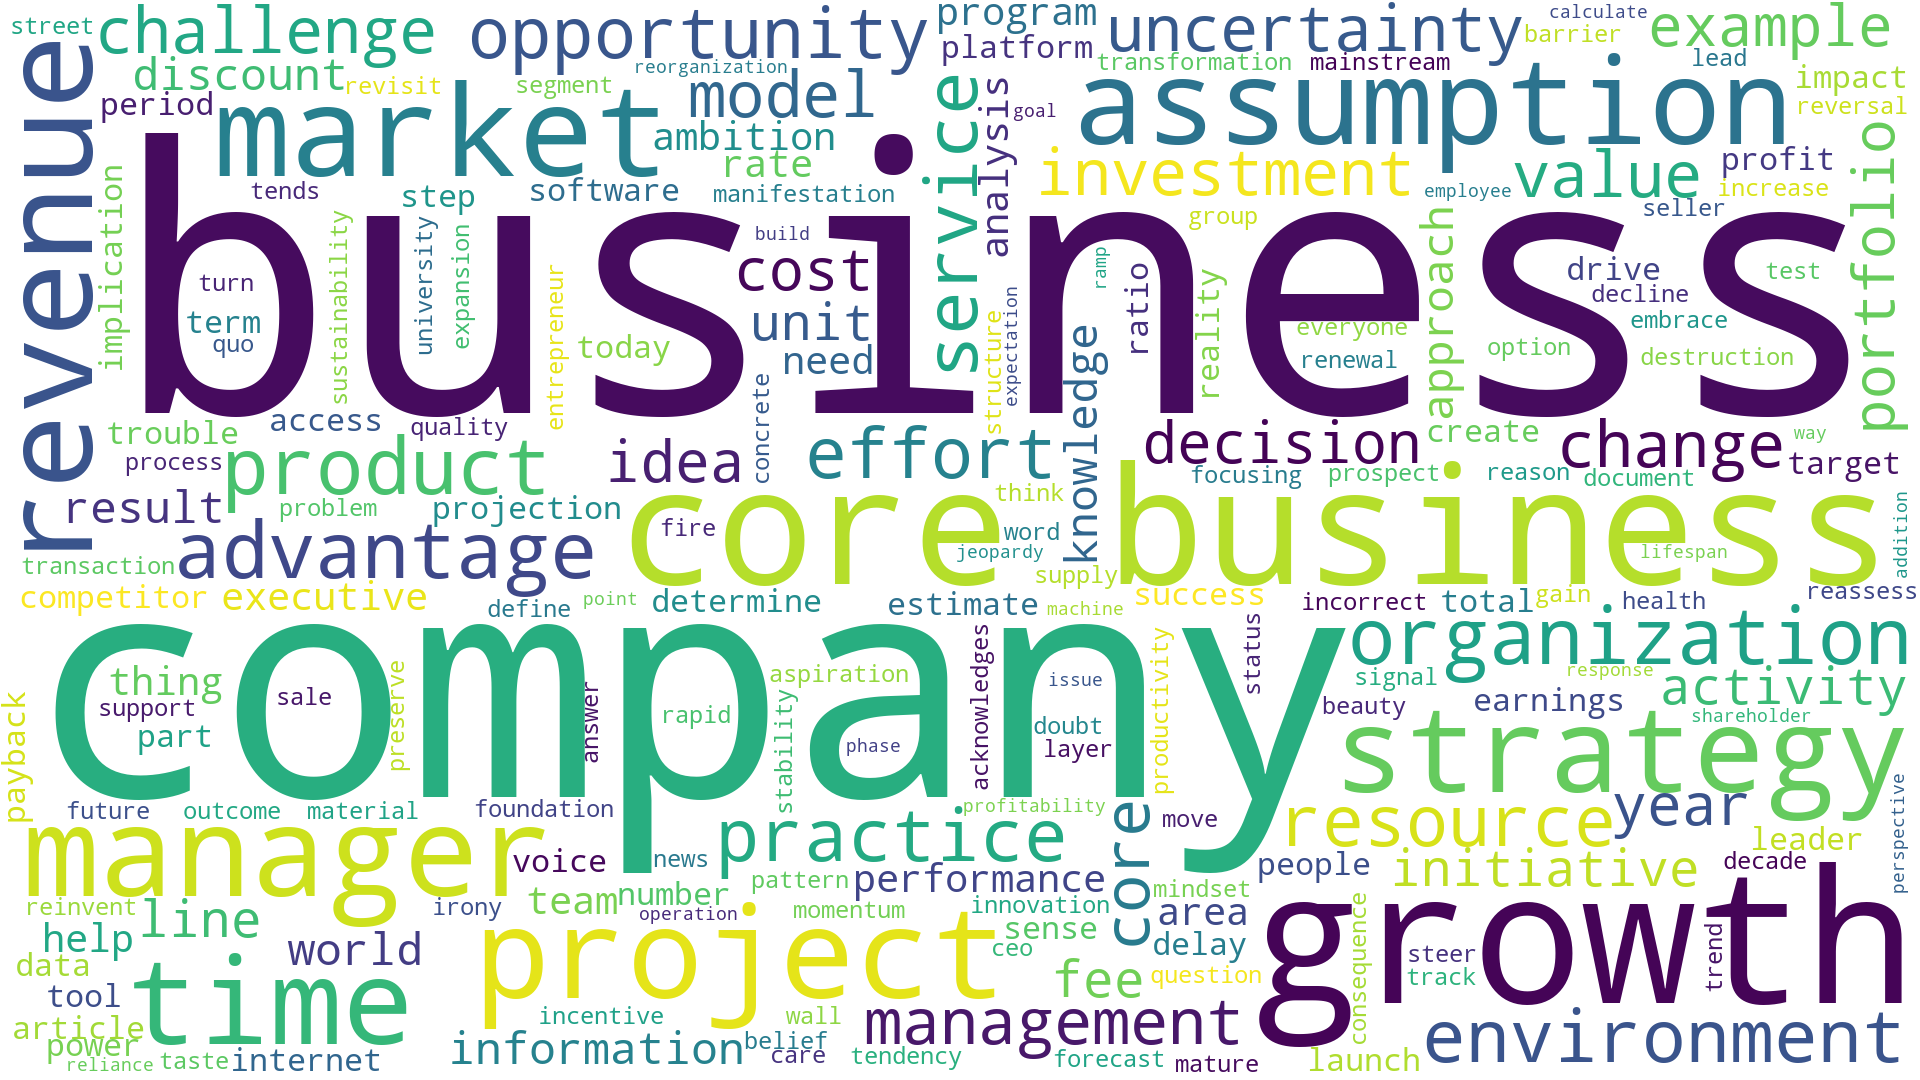 street
challenge
opportunity
program
uncertainty
calculate
example
barrier
platform
reorganization
transformation
mainstream
lead
discount
revisit
segment
model
impact
revenue
period
market
ambition
service
analysis
goal
assumption
reversal
rate
investment
value
profit
portfolio
implication
tends
step
software
manifestation
employee
increase
group
seller
business
sustainability
university
expansion
entrepreneur
build
cost
ramp
ratio
reality
approach
drive
test
turn
term
quo
unit
today
need
structure
expectation
knowledge
decline
embrace
everyone
renewal
option
destruction
access
trouble
quality
process
product
concrete
idea
effort
decision
create
change
way
target
result
problem
projection
focusing
prospect
reason
document
think
fire
word
core business
addition
transaction
advantage
jeopardy
lifespan
supply
competitor
executive
define
point
determine
estimate
machine
success
incorrect
total
gain
health
reassess
company
organization
thing
support
sale
part
preserve
answer
rapid
aspiration
stability
phase
acknowledges
issue
doubt
layer
productivity
status
signal
response
beauty
earnings
activity
shareholder
strategy
payback
future
outcome
material
foundation
profitability
core
move
resource
year
perspective
manager
practice
leader
voice
news
people
initiative
decade
pattern
performance
mindset
reinvent
irony
team
number
operation
momentum
innovation
area
growth
line
help
world
project
sense
ceo
delay
consequence
steer
trend
data
time
fee
question
track
tool
article
incentive
wall
management
environment
power
information
belief
reliance
taste
internet
care
tendency
forecast
mature
launch